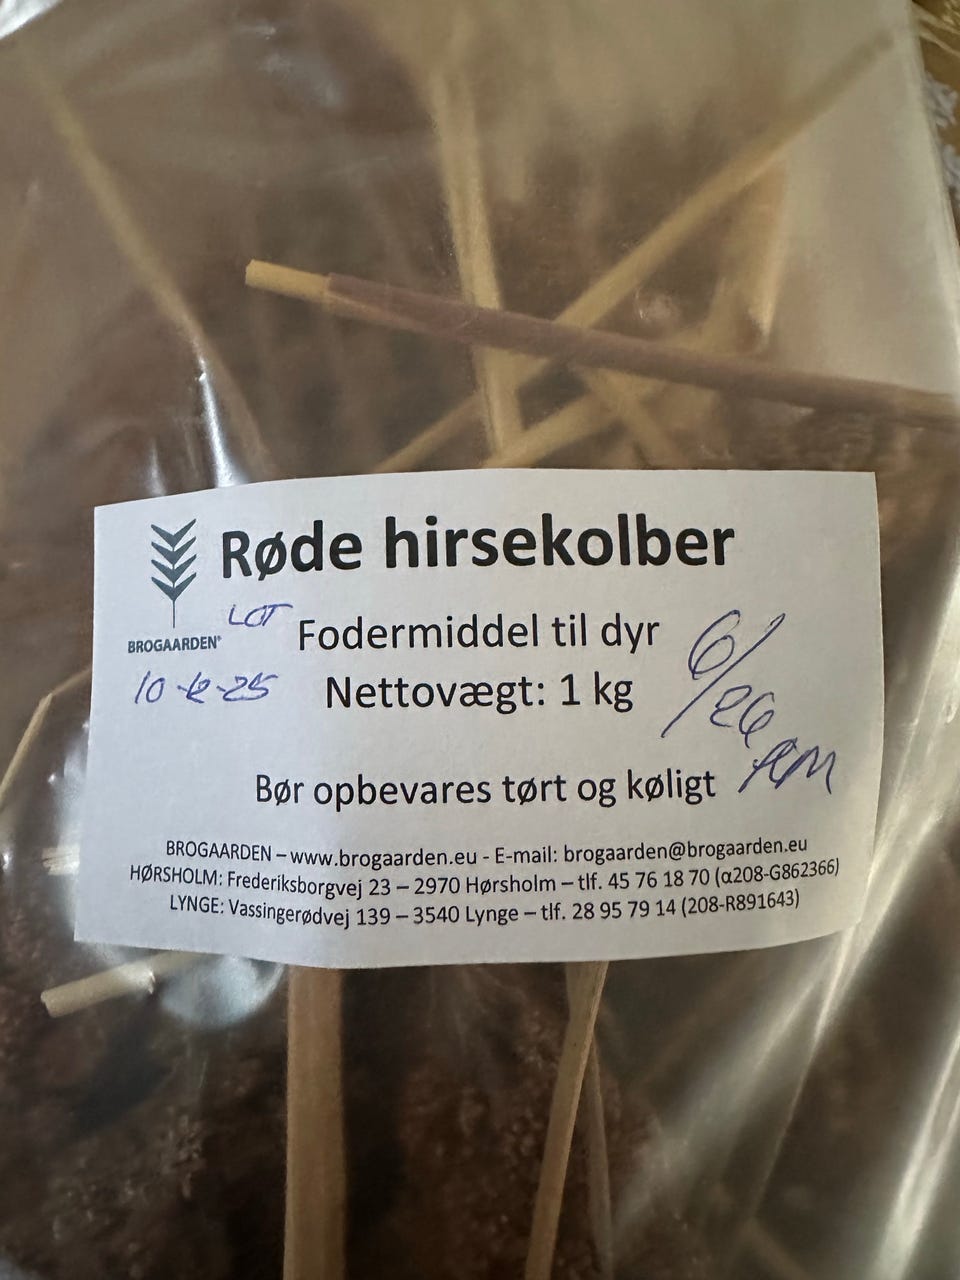 Røde hirsekolber
BROGAARDEN®
LOT
Fodermiddel til dyr
6/26
10-12-25
Nettovægt: 1 kg
Bør opbevares tørt og køligt
BROGAARDEN – www.brogaarden.eu - E-mail: brogaarden@brogaarden.eu
HØRSHOLM: Frederiksborgvej 23 – 2970 Hørsholm – tlf. 45 76 18 70 (α208-G862366)
LYNGE: Vassingerødvej 139 – 3540 Lynge – tlf. 28 95 79 14 (208-R891643)